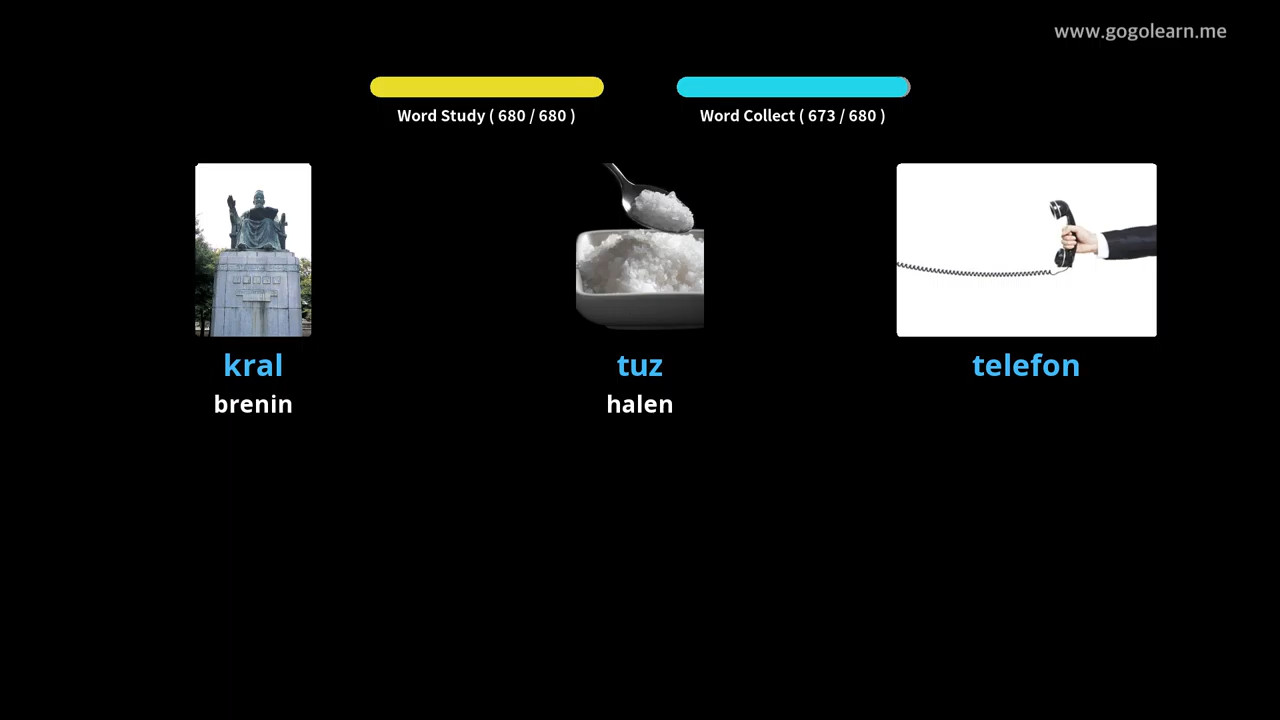 www.gogolearn.me
Word Study ( 680 / 680 )
Word Collect ( 673 / 680 )
kral
brenin
tuz
halen
telefon